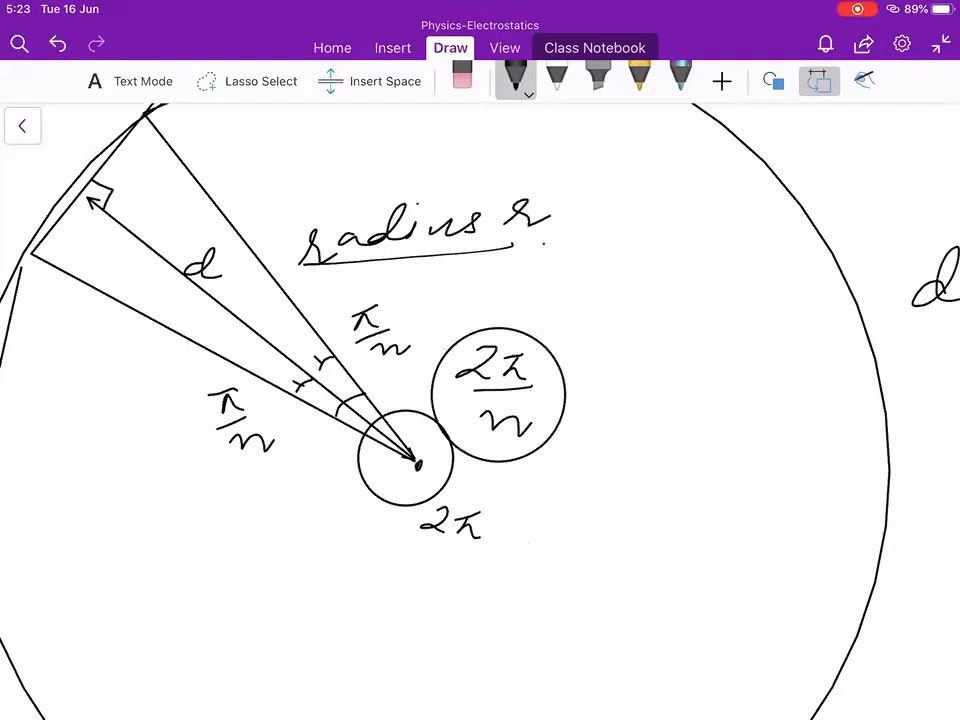 5:23 Tue 16 Jun
89%
Physics-Electrostatics
Home Insert Draw View Class Notebook
A Text Mode Lasso Select Insert Space
radius r
d
d
π/n
2π/n
π/n
2π